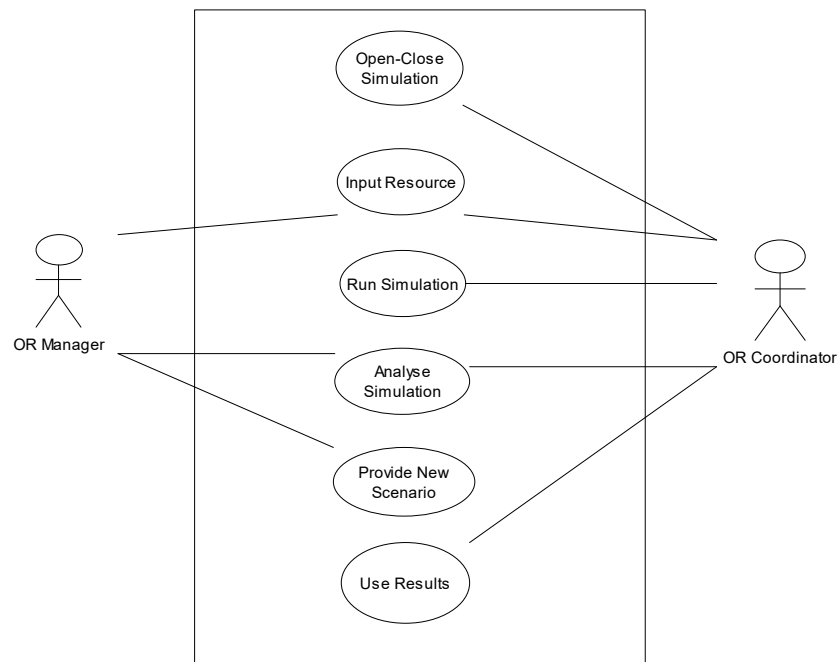 Open-Close
Simulation
Input Resource
Run Simulation
OR Manager
OR Coordinator
Analyse
Simulation
Provide New
Scenario
Use Results